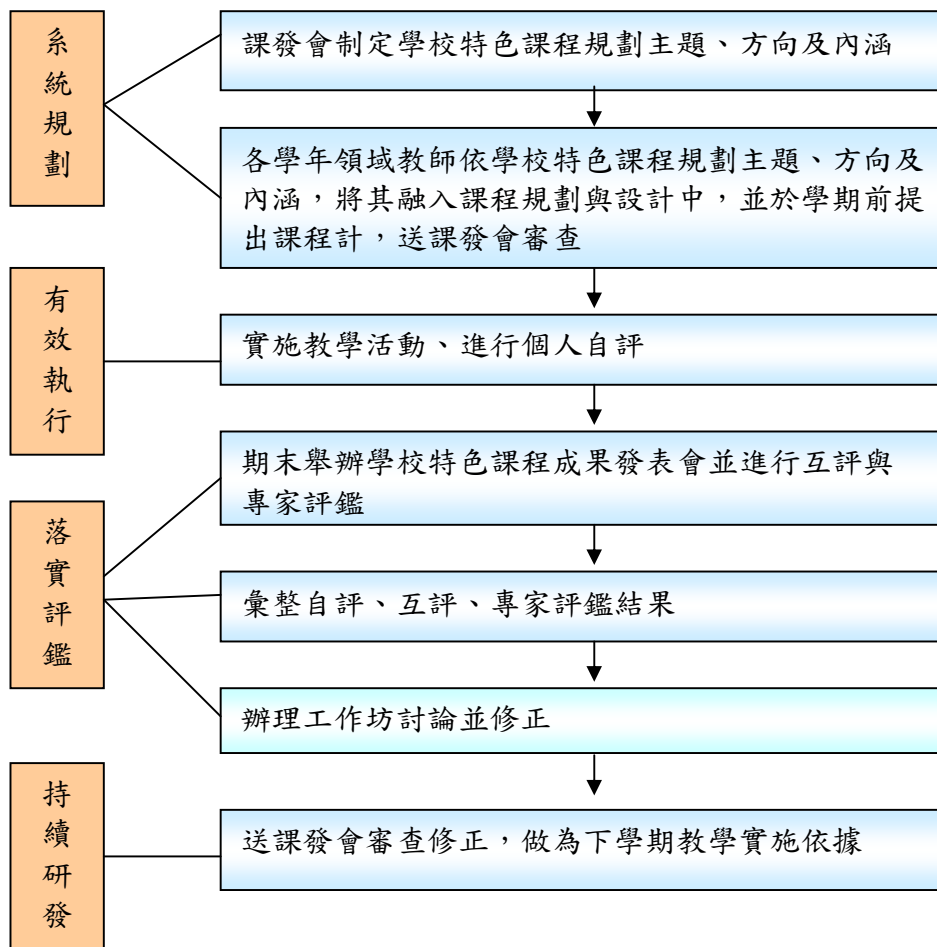 系統規劃
課發會制定學校特色課程規劃主題、方向及內涵
各學年領域教師依學校特色課程規劃主題、方向及
內涵，將其融入課程規劃與設計中，並於學期前提
出課程計，送課發會審查
有效執行
實施教學活動、進行個人自評
落實評鑑
期末舉辦學校特色課程成果發表會並進行互評與
專家評鑑
彙整自評、互評、專家評鑑結果
辦理工作坊討論並修正
持續研發
送課發會審查修正，做為下學期教學實施依據